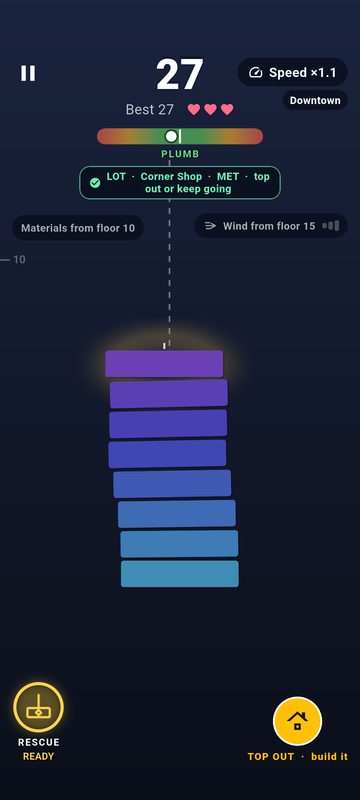 27
Speed ×1.1
Best 27
Downtown
PLUMB
LOT · Corner Shop · MET · top
out or keep going
Materials from floor 10
Wind from floor 15
10
RESCUE
READY
TOP OUT · build it